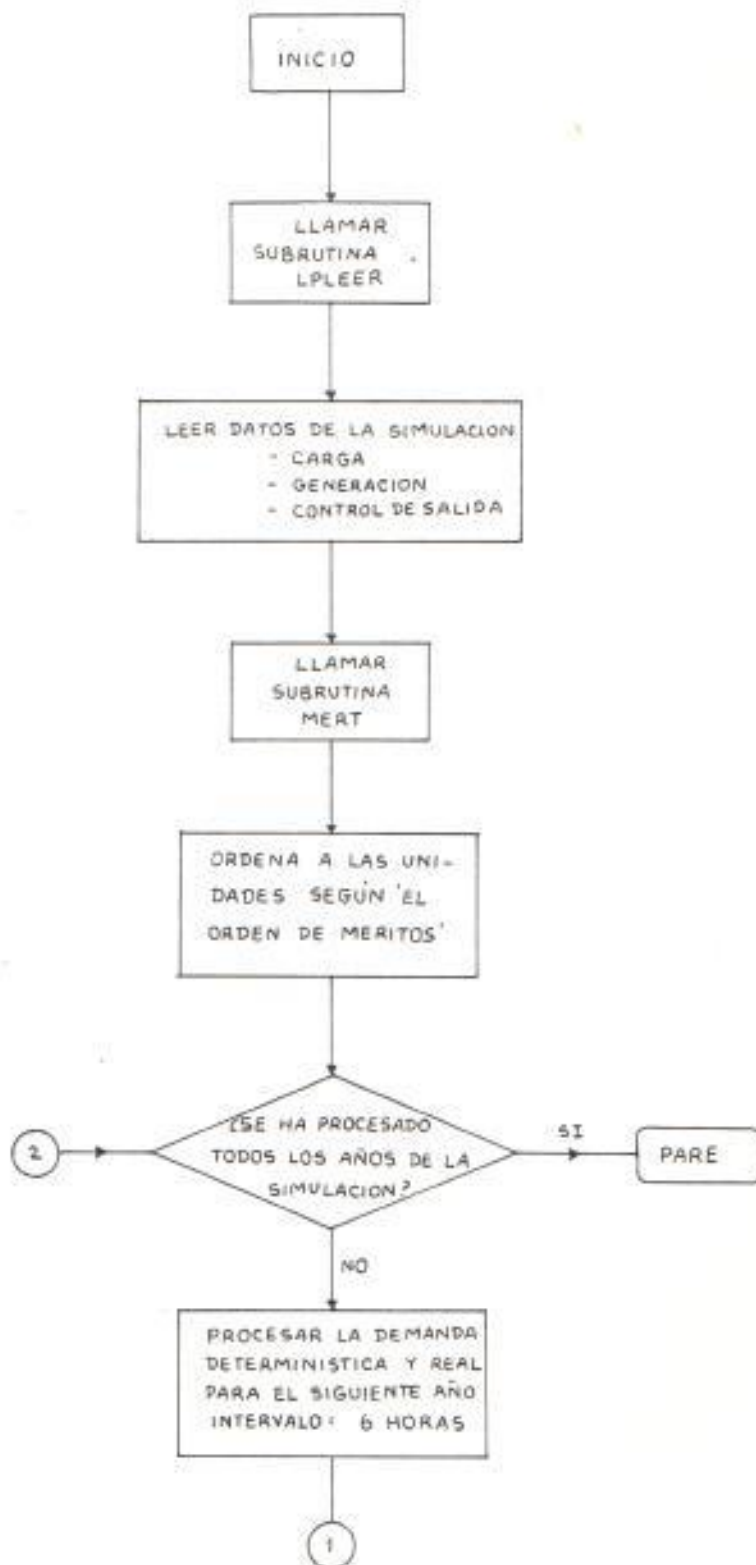 INICIO
LLAMAR
SUBRUTINA
LPLEER
LEER DATOS DE LA SIMULACION
- CARGA
- GENERACION
- CONTROL DE SALIDA
LLAMAR
SUBRUTINA
MERT
ORDENA A LAS UNI-
DADES SEGÚN 'EL
ORDEN DE MERITOS'
¿SE HA PROCESADO
TODOS LOS AÑOS DE LA
SIMULACION?
2
SI
PARE
NO
PROCESAR LA DEMANDA
DETERMINISTICA Y REAL
PARA EL SIGUIENTE AÑO
INTERVALO: 6 HORAS
1